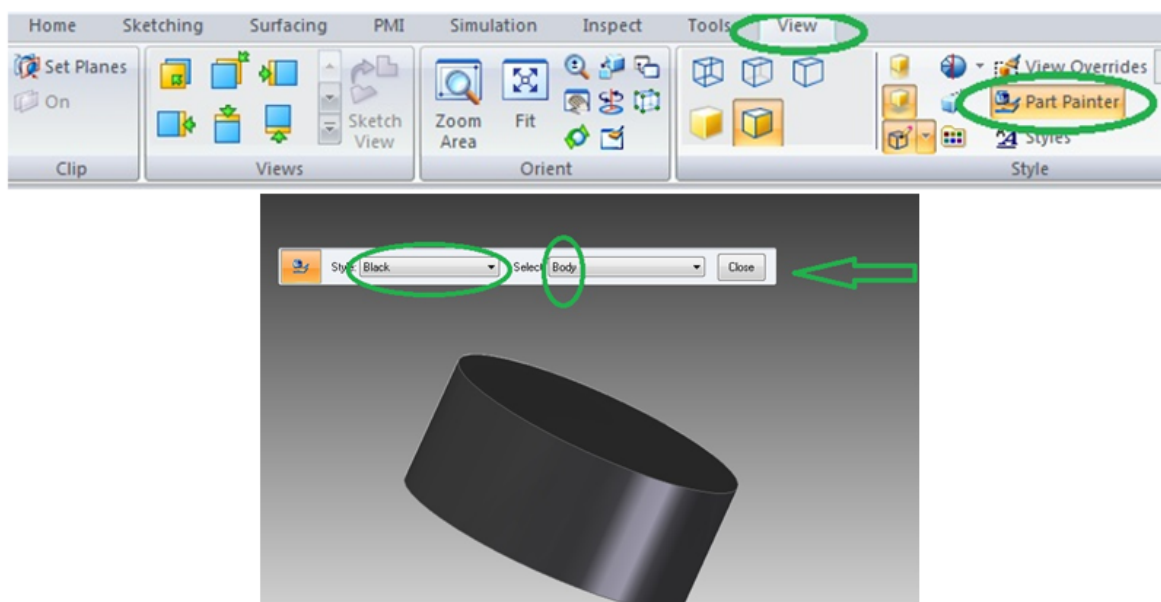 Home Sketching Surfacing PMI Simulation Inspect Tools View
Set Planes
On
Clip
Sketch
View
Views
Zoom
Area
Fit
Orient
View Overrides
Part Painter
Styles
Style
Style: Black Select: Body Close